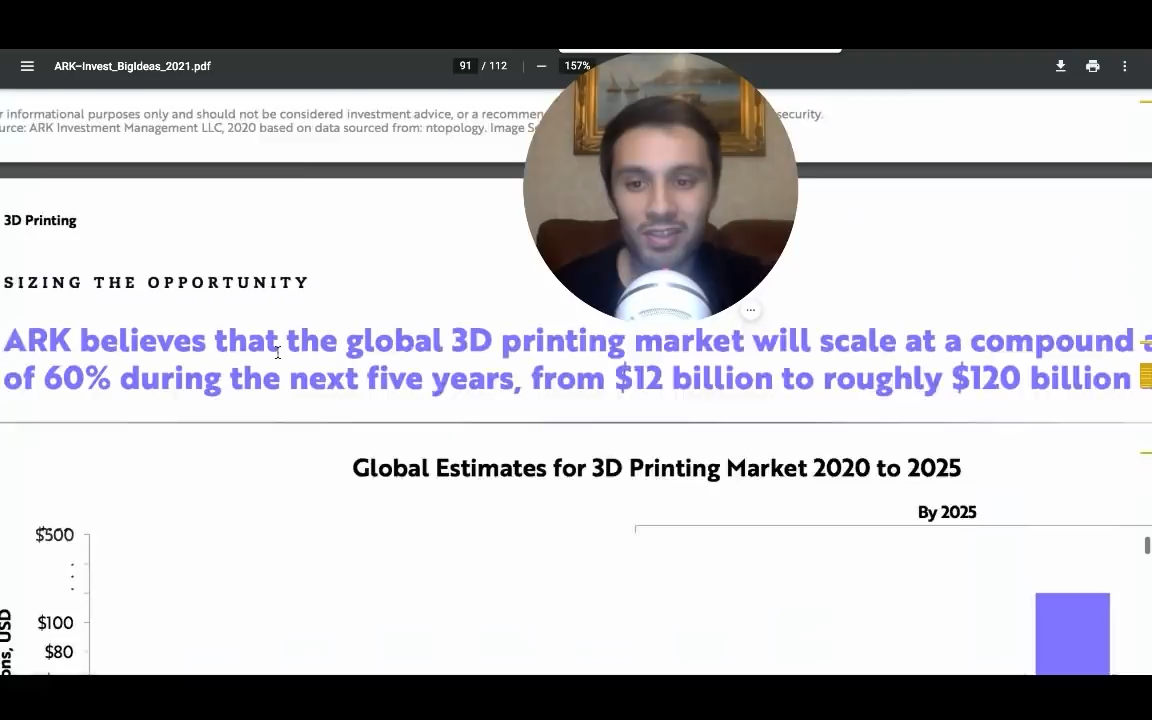 ARK-Invest_BigIdeas_2021.pdf
91 / 112
157%
informational purposes only and should not be considered investment advice, or a
security.
ARK Investment Management LLC, 2020 based on data sourced from: ntopology. Image
3D Printing
SIZING THE OPPORTUNITY
ARK believes that the global 3D printing market will scale at a compound
of 60% during the next five years, from $12 billion to roughly $120 billion
Global Estimates for 3D Printing Market 2020 to 2025
By 2025
$500
$100
$80
USD